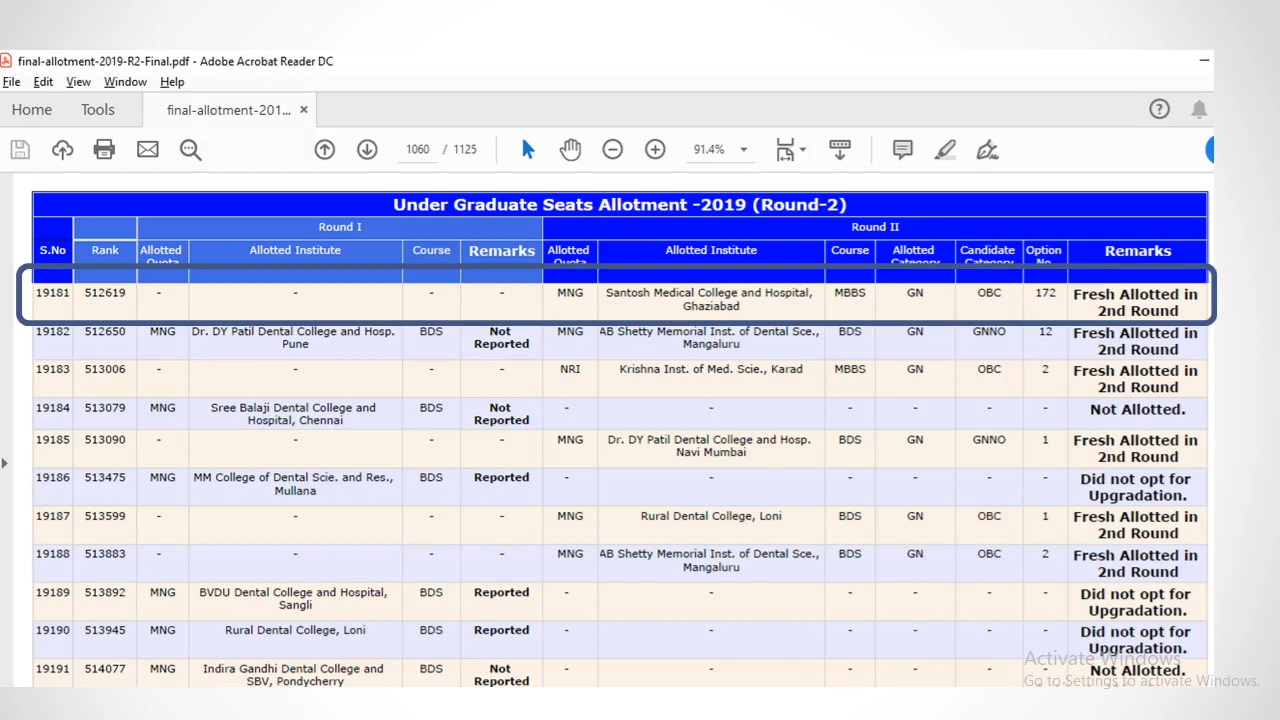 final-allotment-2019-R2-Final.pdf - Adobe Acrobat Reader DC
File Edit View Window Help
Home Tools final-allotment-201... ×
1060 / 1125 91.4%
Under Graduate Seats Allotment -2019 (Round-2)
Round I Round II
S.No Rank Allotted Quota Allotted Institute Course Remarks Allotted Quota Allotted Institute Course Allotted Category Candidate Category Option No. Remarks
19181 512619 - - - - MNG Santosh Medical College and Hospital, MBBS GN OBC 172 Fresh Allotted in
Ghaziabad 2nd Round
19182 512650 MNG Dr. DY Patil Dental College and Hosp. BDS Not MNG AB Shetty Memorial Inst. of Dental Sce., BDS GN GNNO 12 Fresh Allotted in
Pune Reported Mangaluru 2nd Round
19183 513006 - - - - NRI Krishna Inst. of Med. Scie., Karad MBBS GN OBC 2 Fresh Allotted in
2nd Round
19184 513079 MNG Sree Balaji Dental College and BDS Not - - - - - - Not Allotted.
Hospital, Chennai Reported
19185 513090 - - - - MNG Dr. DY Patil Dental College and Hosp. BDS GN GNNO 1 Fresh Allotted in
Navi Mumbai 2nd Round
19186 513475 MNG MM College of Dental Scie. and Res., BDS Reported - - - - - - Did not opt for
Mullana Upgradation.
19187 513599 - - - - MNG Rural Dental College, Loni BDS GN OBC 1 Fresh Allotted in
2nd Round
19188 513883 - - - - MNG AB Shetty Memorial Inst. of Dental Sce., BDS GN OBC 2 Fresh Allotted in
Mangaluru 2nd Round
19189 513892 MNG BVDU Dental College and Hospital, BDS Reported - - - - - - Did not opt for
Sangli Upgradation.
19190 513945 MNG Rural Dental College, Loni BDS Reported - - - - - - Did not opt for
Upgradation.
19191 514077 MNG Indira Gandhi Dental College and BDS Not - - - - - - Not Allotted.
SBV, Pondycherry Reported
Activate Windows
Go to Settings to activate Windows.